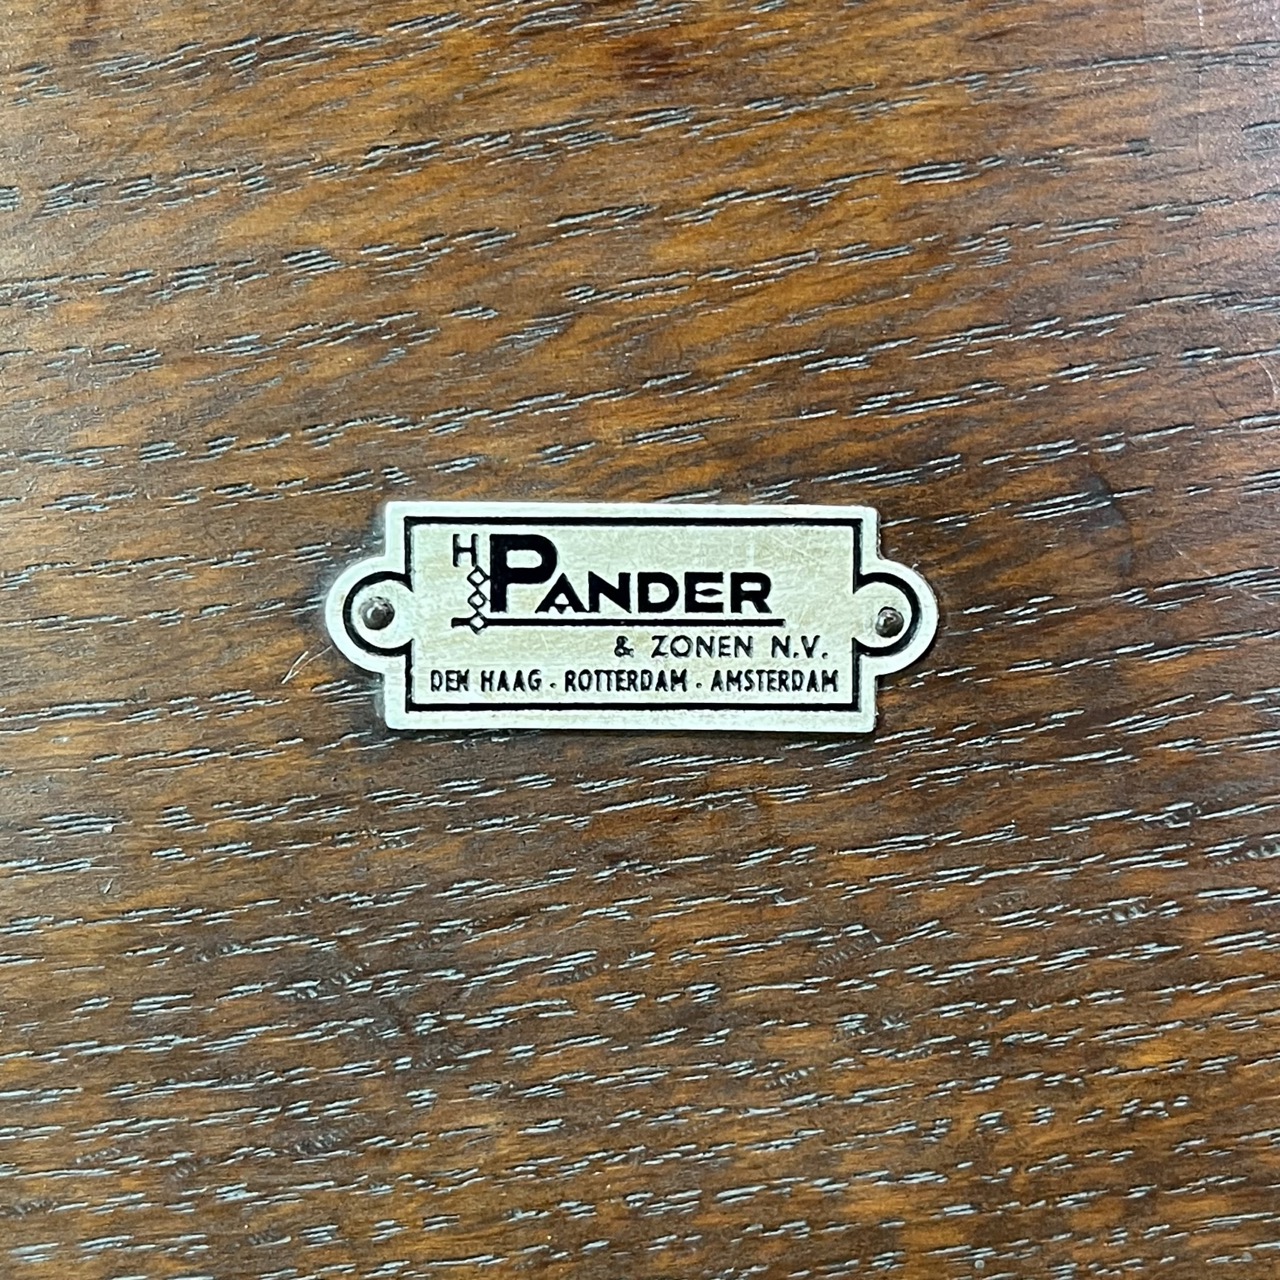 H PANDER
& ZONEN N.V.
DEN HAAG · ROTTERDAM · AMSTERDAM